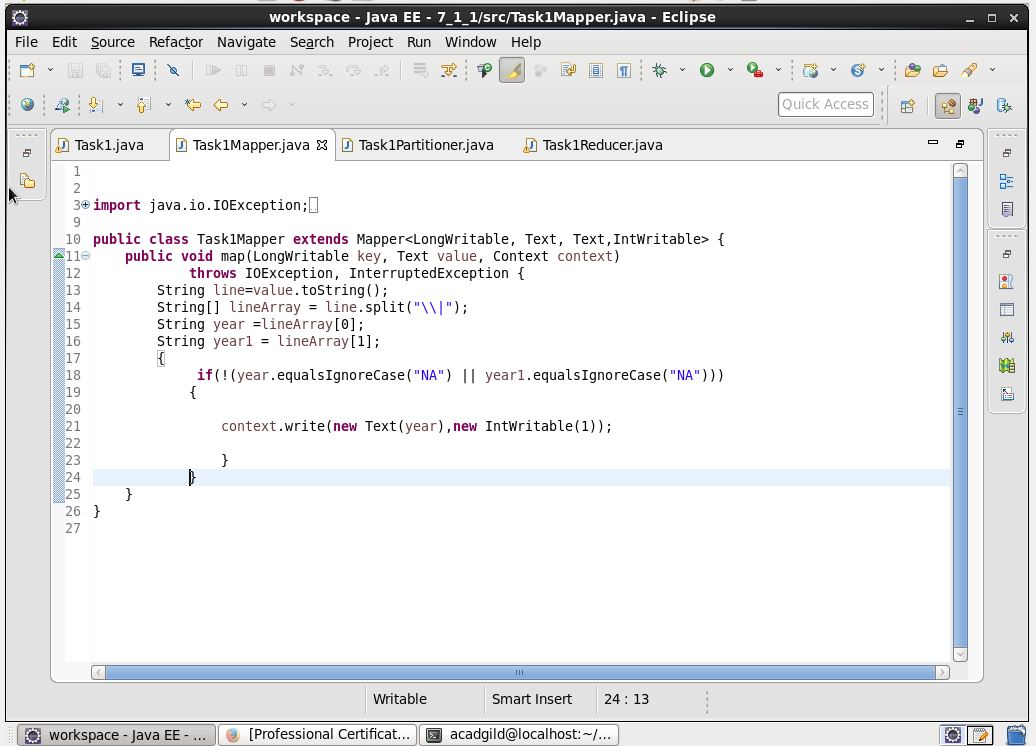 workspace - Java EE - 7_1_1/src/Task1Mapper.java - Eclipse
File Edit Source Refactor Navigate Search Project Run Window Help
Quick Access
Task1.java Task1Mapper.java Task1Partitioner.java Task1Reducer.java
1
2
3 import java.io.IOException;
9
10 public class Task1Mapper extends Mapper<LongWritable, Text, Text,IntWritable> {
11 public void map(LongWritable key, Text value, Context context)
12 throws IOException, InterruptedException {
13 String line=value.toString();
14 String[] lineArray = line.split("\\|");
15 String year =lineArray[0];
16 String year1 = lineArray[1];
17 {
18 if(!(year.equalsIgnoreCase("NA") || year1.equalsIgnoreCase("NA")))
19 {
20
21 context.write(new Text(year),new IntWritable(1));
22
23 }
24 }
25 }
26 }
27
Writable Smart Insert 24 : 13
workspace - Java EE - ... [Professional Certificat... acadgild@localhost:~/...